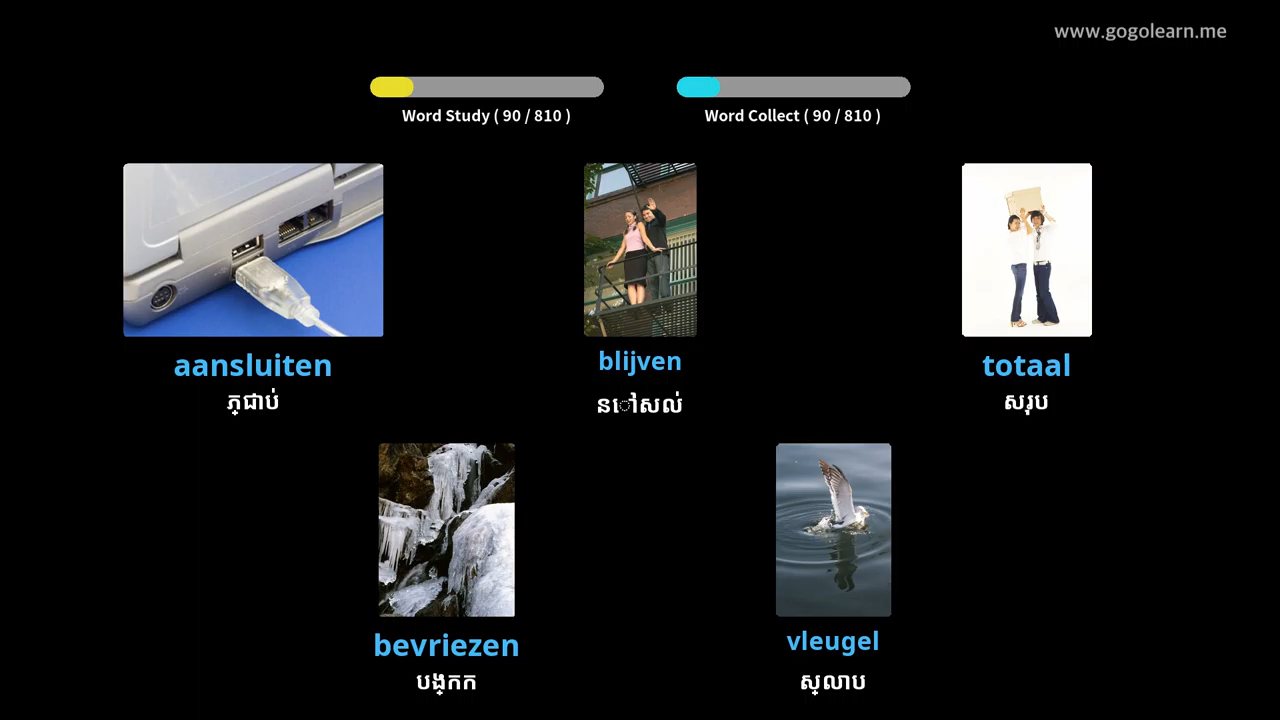 www.gogolearn.me
Word Study ( 90 / 810 )
Word Collect ( 90 / 810 )
aansluiten
ភ្ជាប់
blijven
នៅសល់
totaal
សរុប
bevriezen
បង្កក
vleugel
ស្លាប